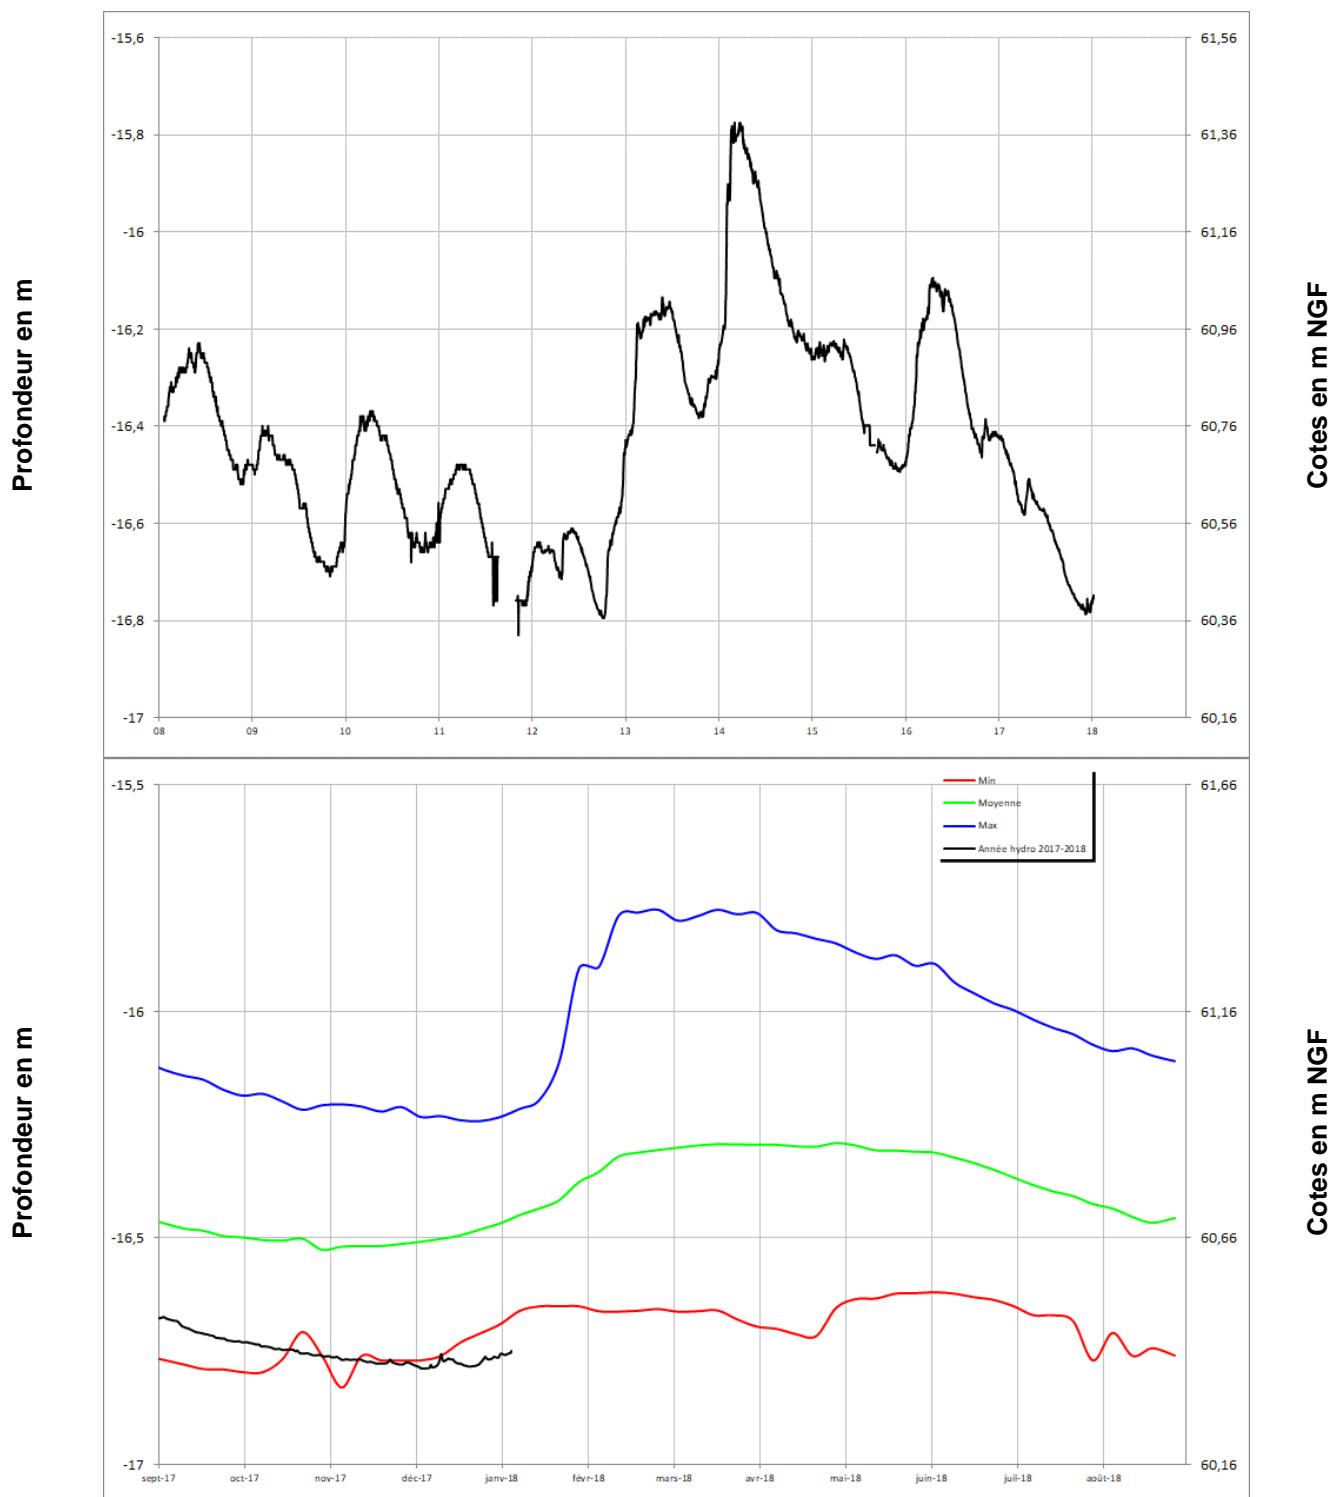 -15,6
61,56
-15,8
61,36
-16
61,16
-16,2
60,96
-16,4
60,76
-16,6
60,56
-16,8
60,36
-17
60,16
08 09 10 11 12 13 14 15 16 17 18
Profondeur en m
Cotes en m NGF
-15,5
61,66
Min
Moyenne
Max
Année hydro 2017-2018
-16
61,16
-16,5
60,66
-17
60,16
sept-17 oct-17 nov-17 déc-17 janv-18 févr-18 mars-18 avr-18 mai-18 juin-18 juil-18 août-18
Profondeur en m
Cotes en m NGF